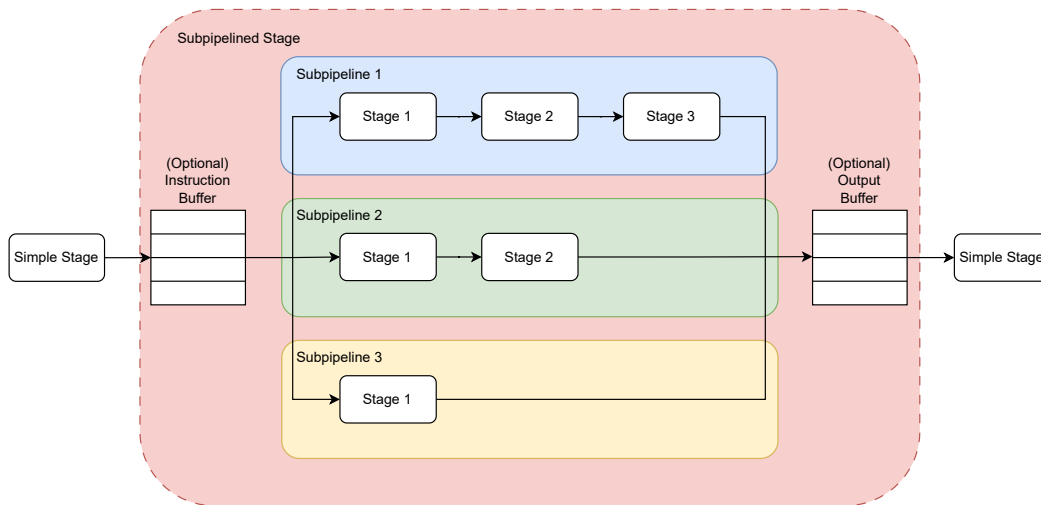 Subpipelined Stage
Subpipeline 1
Stage 1
Stage 2
Stage 3
(Optional)
Instruction
Buffer
(Optional)
Output
Buffer
Subpipeline 2
Simple Stage
Stage 1
Stage 2
Simple Stage
Subpipeline 3
Stage 1